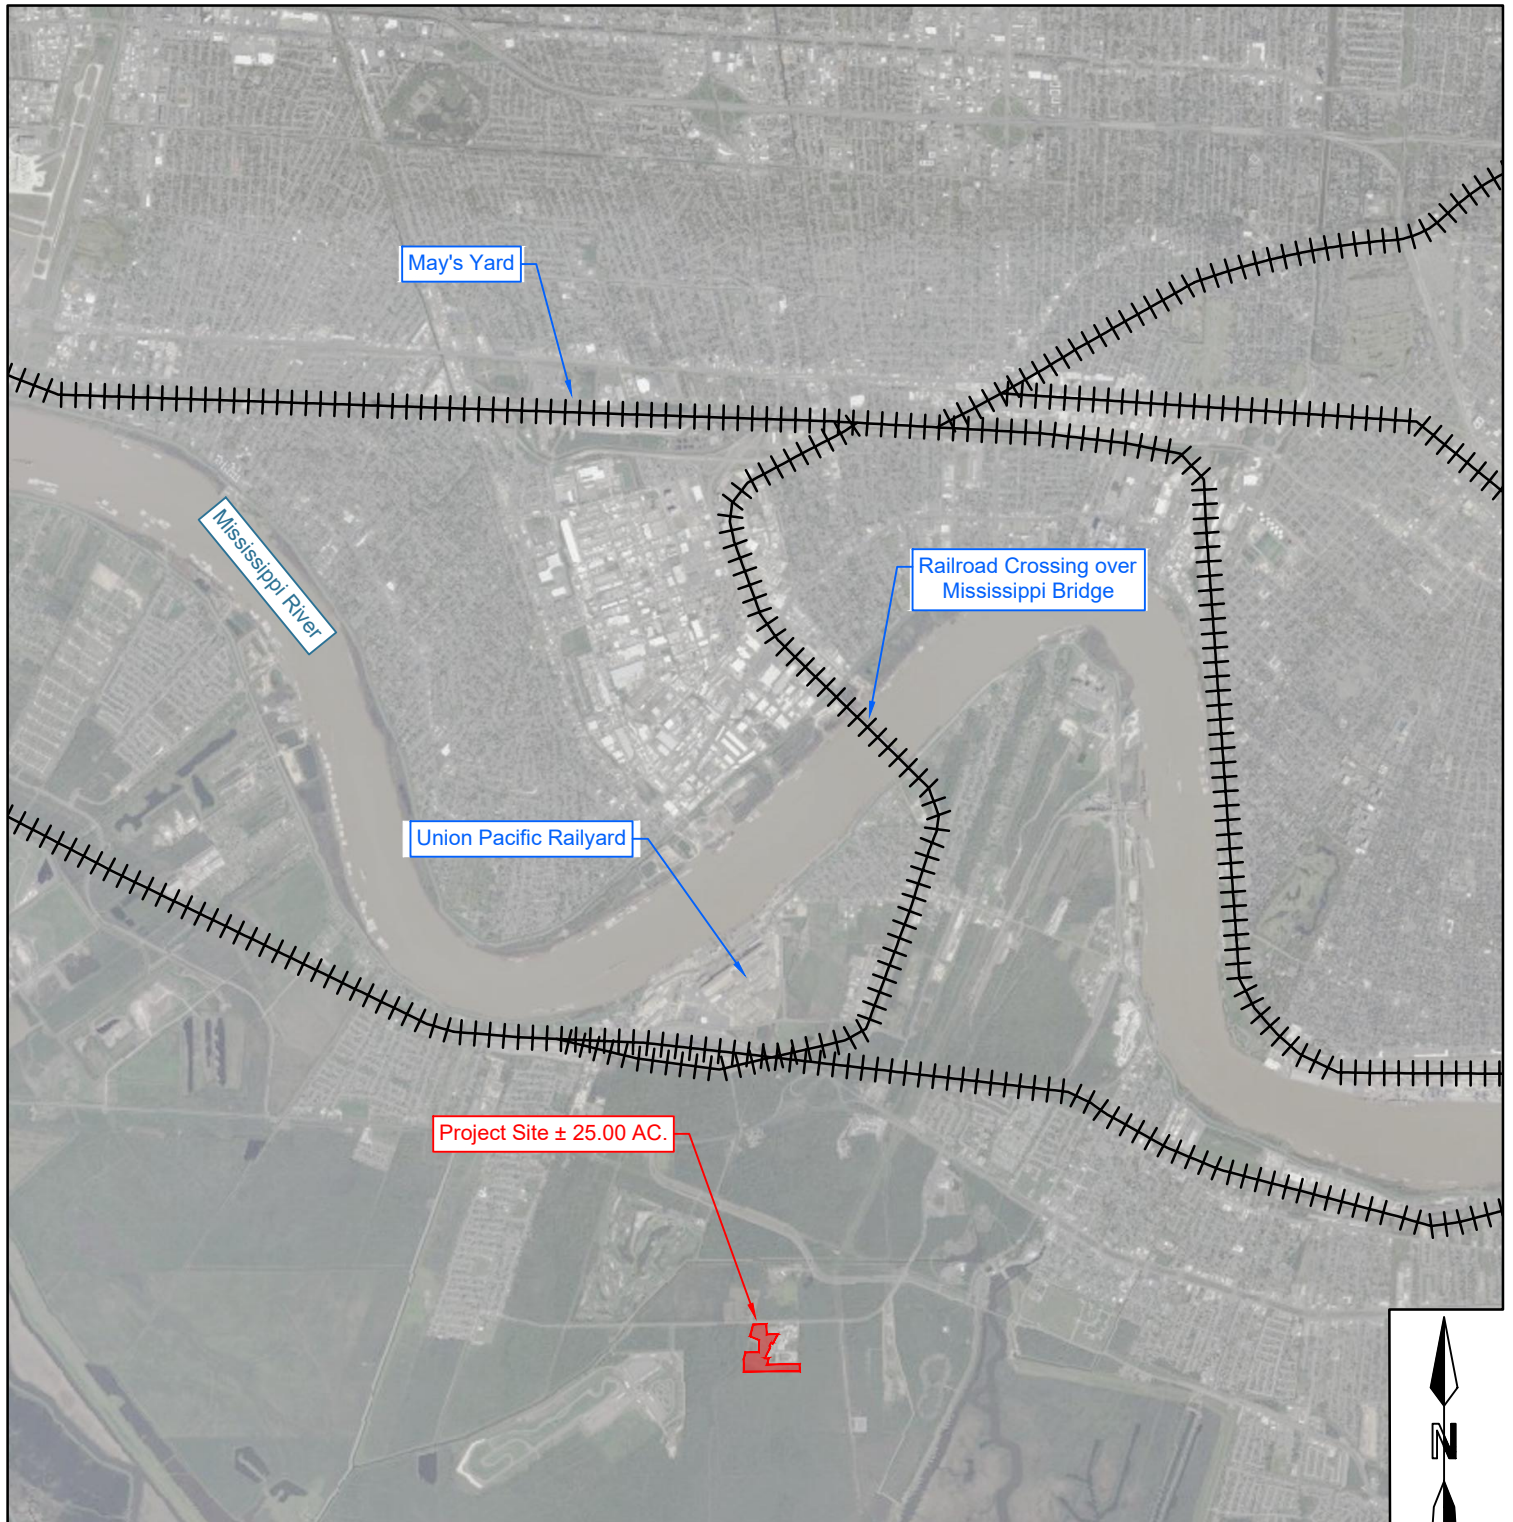 May's Yard
Mississippi River
Railroad Crossing over
Mississippi Bridge
Union Pacific Railyard
Project Site ± 25.00 AC.
N